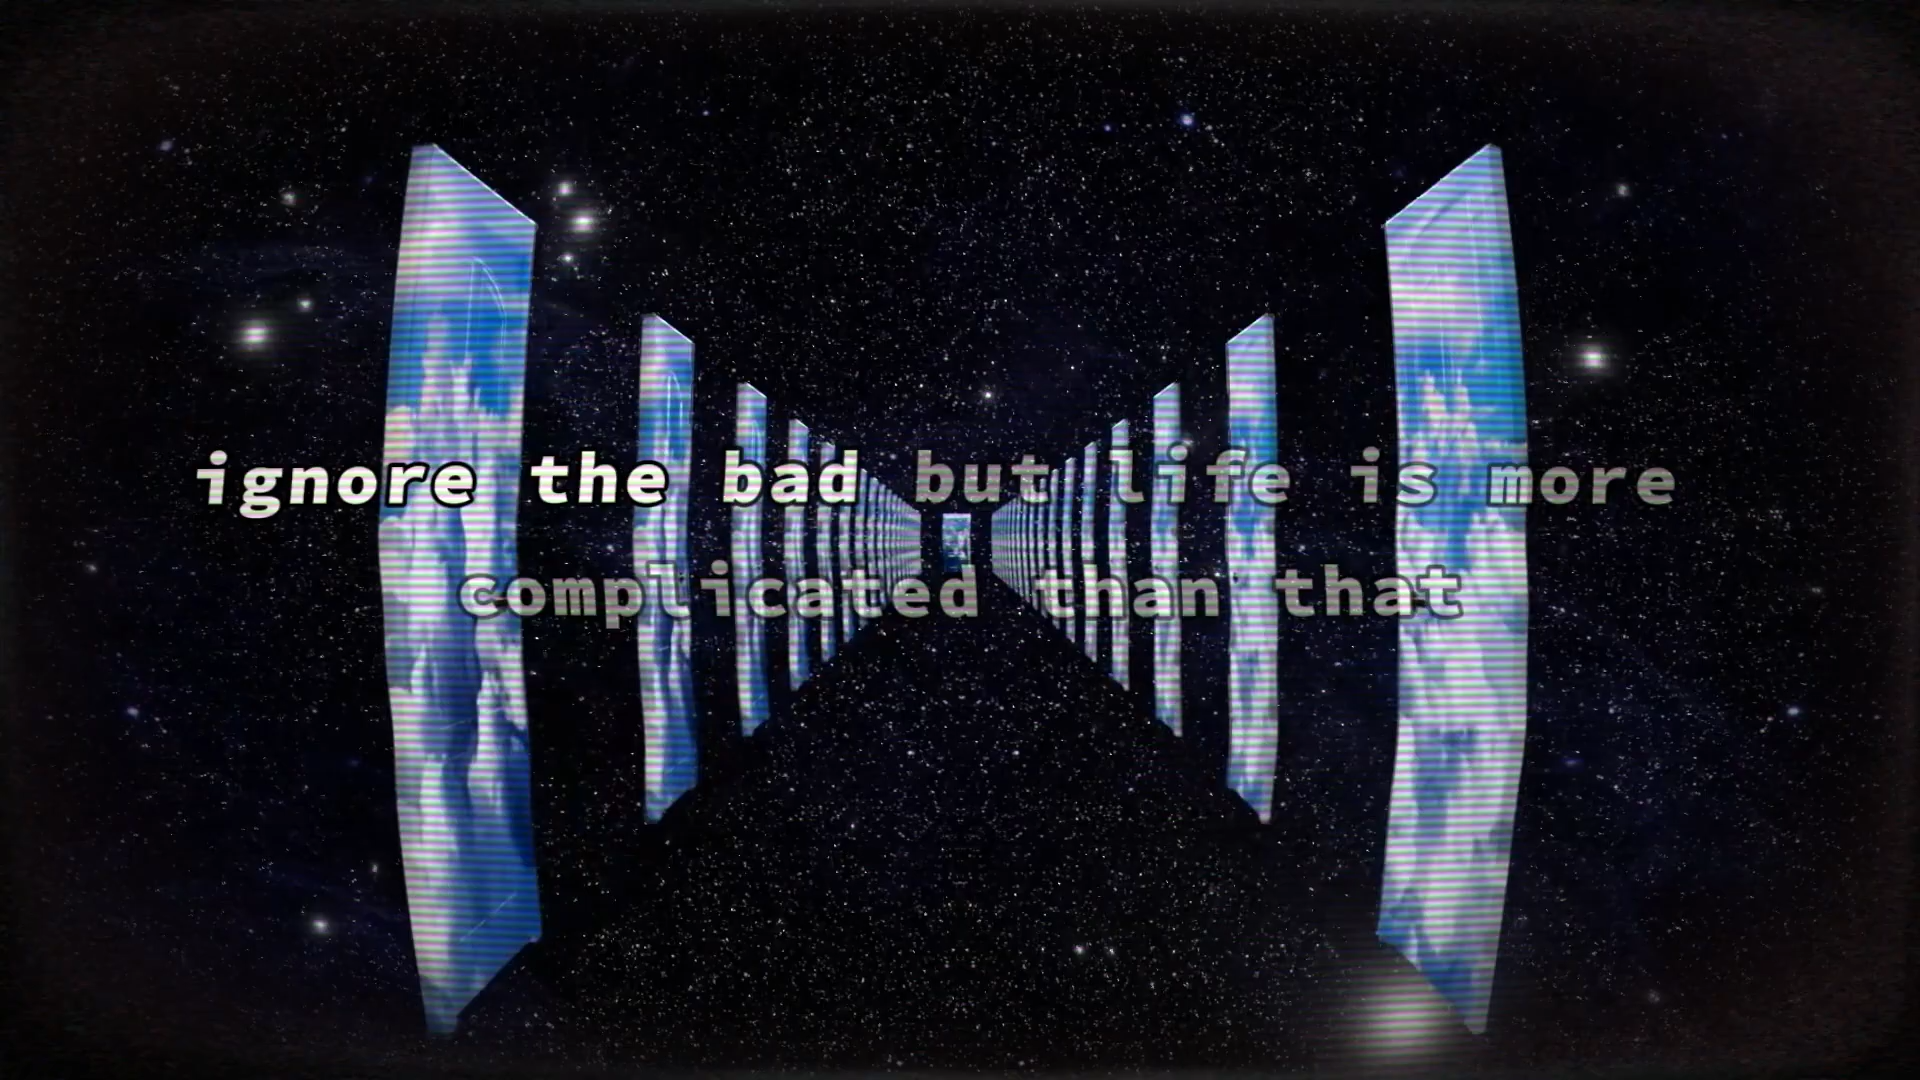 ignore the bad but life is more
complicated than that